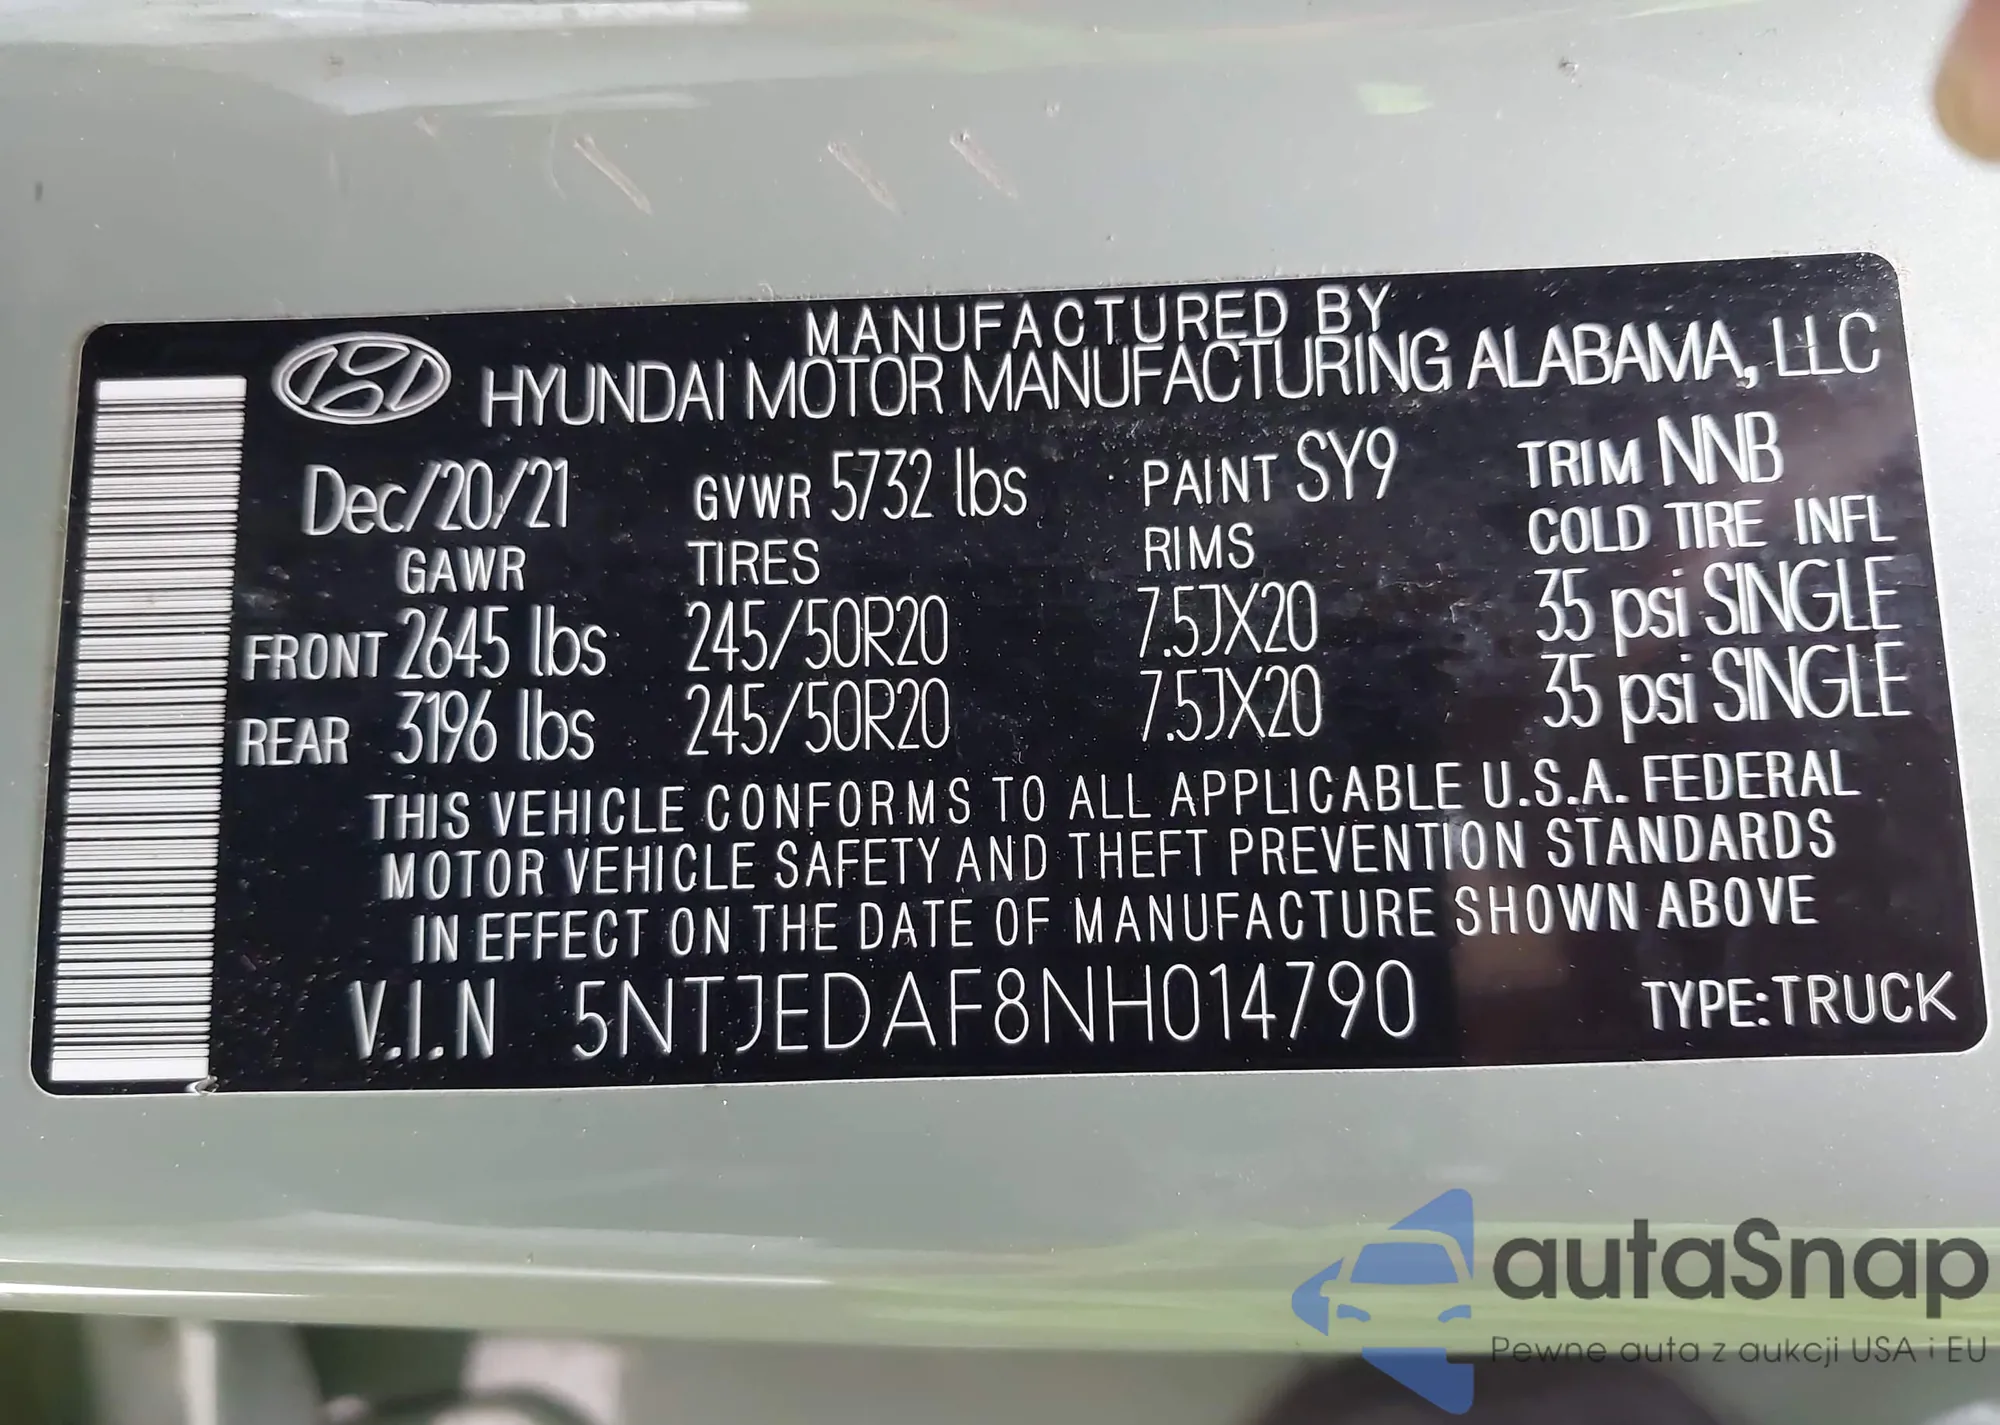 MANUFACTURED BY
HYUNDAI MOTOR MANUFACTURING ALABAMA, LLC
Dec/20/21 GVWR 5732 lbs PAINT SY9 TRIM NNB
GAWR TIRES RIMS COLD TIRE INFL
FRONT 2645 lbs 245/50R20 7.5JX20 35 psi SINGLE
REAR 3196 lbs 245/50R20 7.5JX20 35 psi SINGLE
THIS VEHICLE CONFORMS TO ALL APPLICABLE U.S.A. FEDERAL
MOTOR VEHICLE SAFETY AND THEFT PREVENTION STANDARDS
IN EFFECT ON THE DATE OF MANUFACTURE SHOWN ABOVE
V.I.N 5NTJEDAF8NH014790 TYPE:TRUCK
autaSnap
Pewne auta z aukcji USA i EU